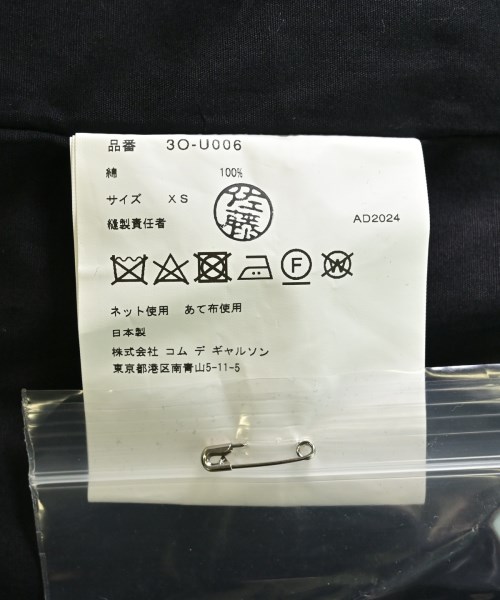 品番 3O-U006
綿 100%
サイズ XS
佐藤
縫製責任者 AD2024
F W
ネット使用 あて布使用
日本製
株式会社 コム デ ギャルソン
東京都港区南青山5-11-5